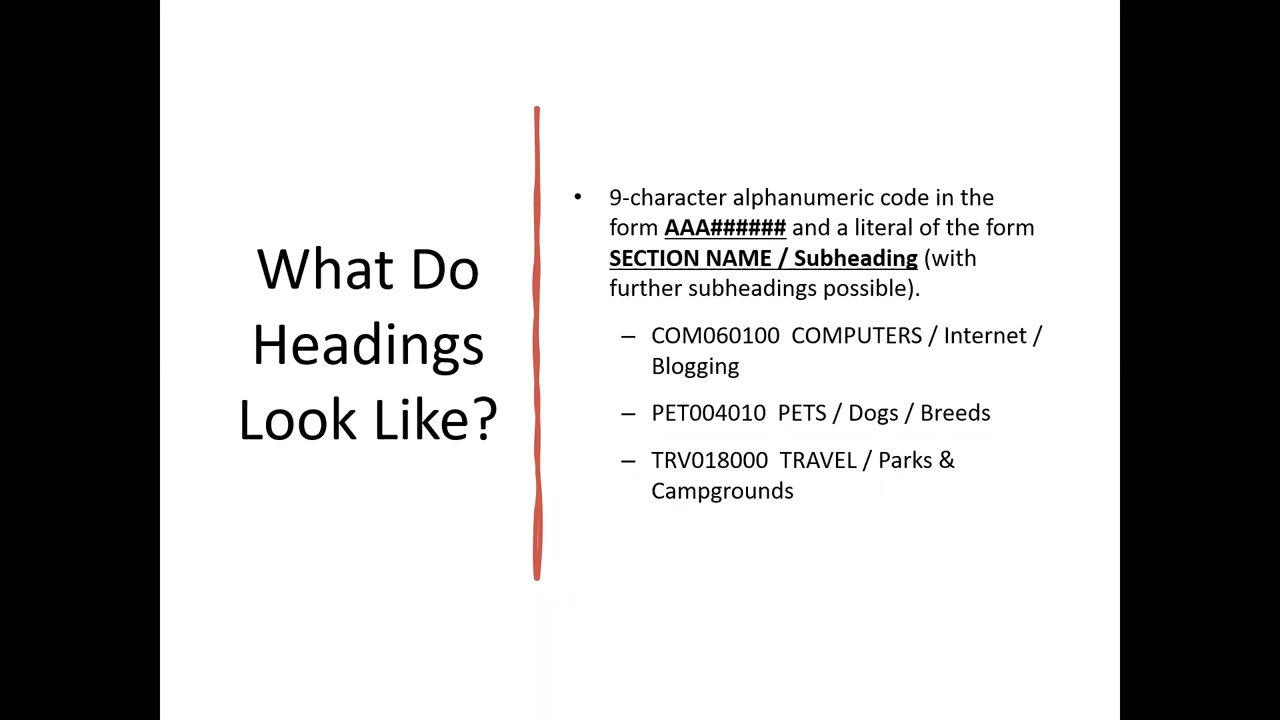 What Do
Headings
Look Like?
• 9-character alphanumeric code in the
form AAA###### and a literal of the form
SECTION NAME / Subheading (with
further subheadings possible).
– COM060100  COMPUTERS / Internet /
Blogging
– PET004010  PETS / Dogs / Breeds
– TRV018000  TRAVEL / Parks &
Campgrounds